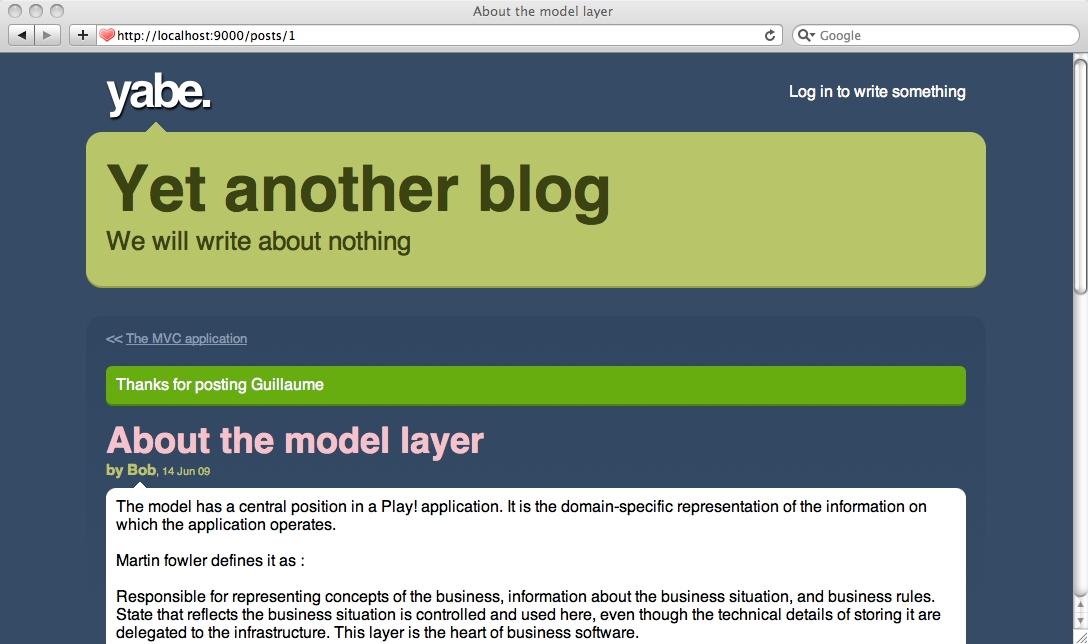 About the model layer
http://localhost:9000/posts/1
Google
yabe.
Log in to write something
Yet another blog
We will write about nothing
<< The MVC application
Thanks for posting Guillaume
About the model layer
by Bob, 14 Jun 09
The model has a central position in a Play! application. It is the domain-specific representation of the information on
which the application operates.
Martin fowler defines it as :
Responsible for representing concepts of the business, information about the business situation, and business rules.
State that reflects the business situation is controlled and used here, even though the technical details of storing it are
delegated to the infrastructure. This layer is the heart of business software.